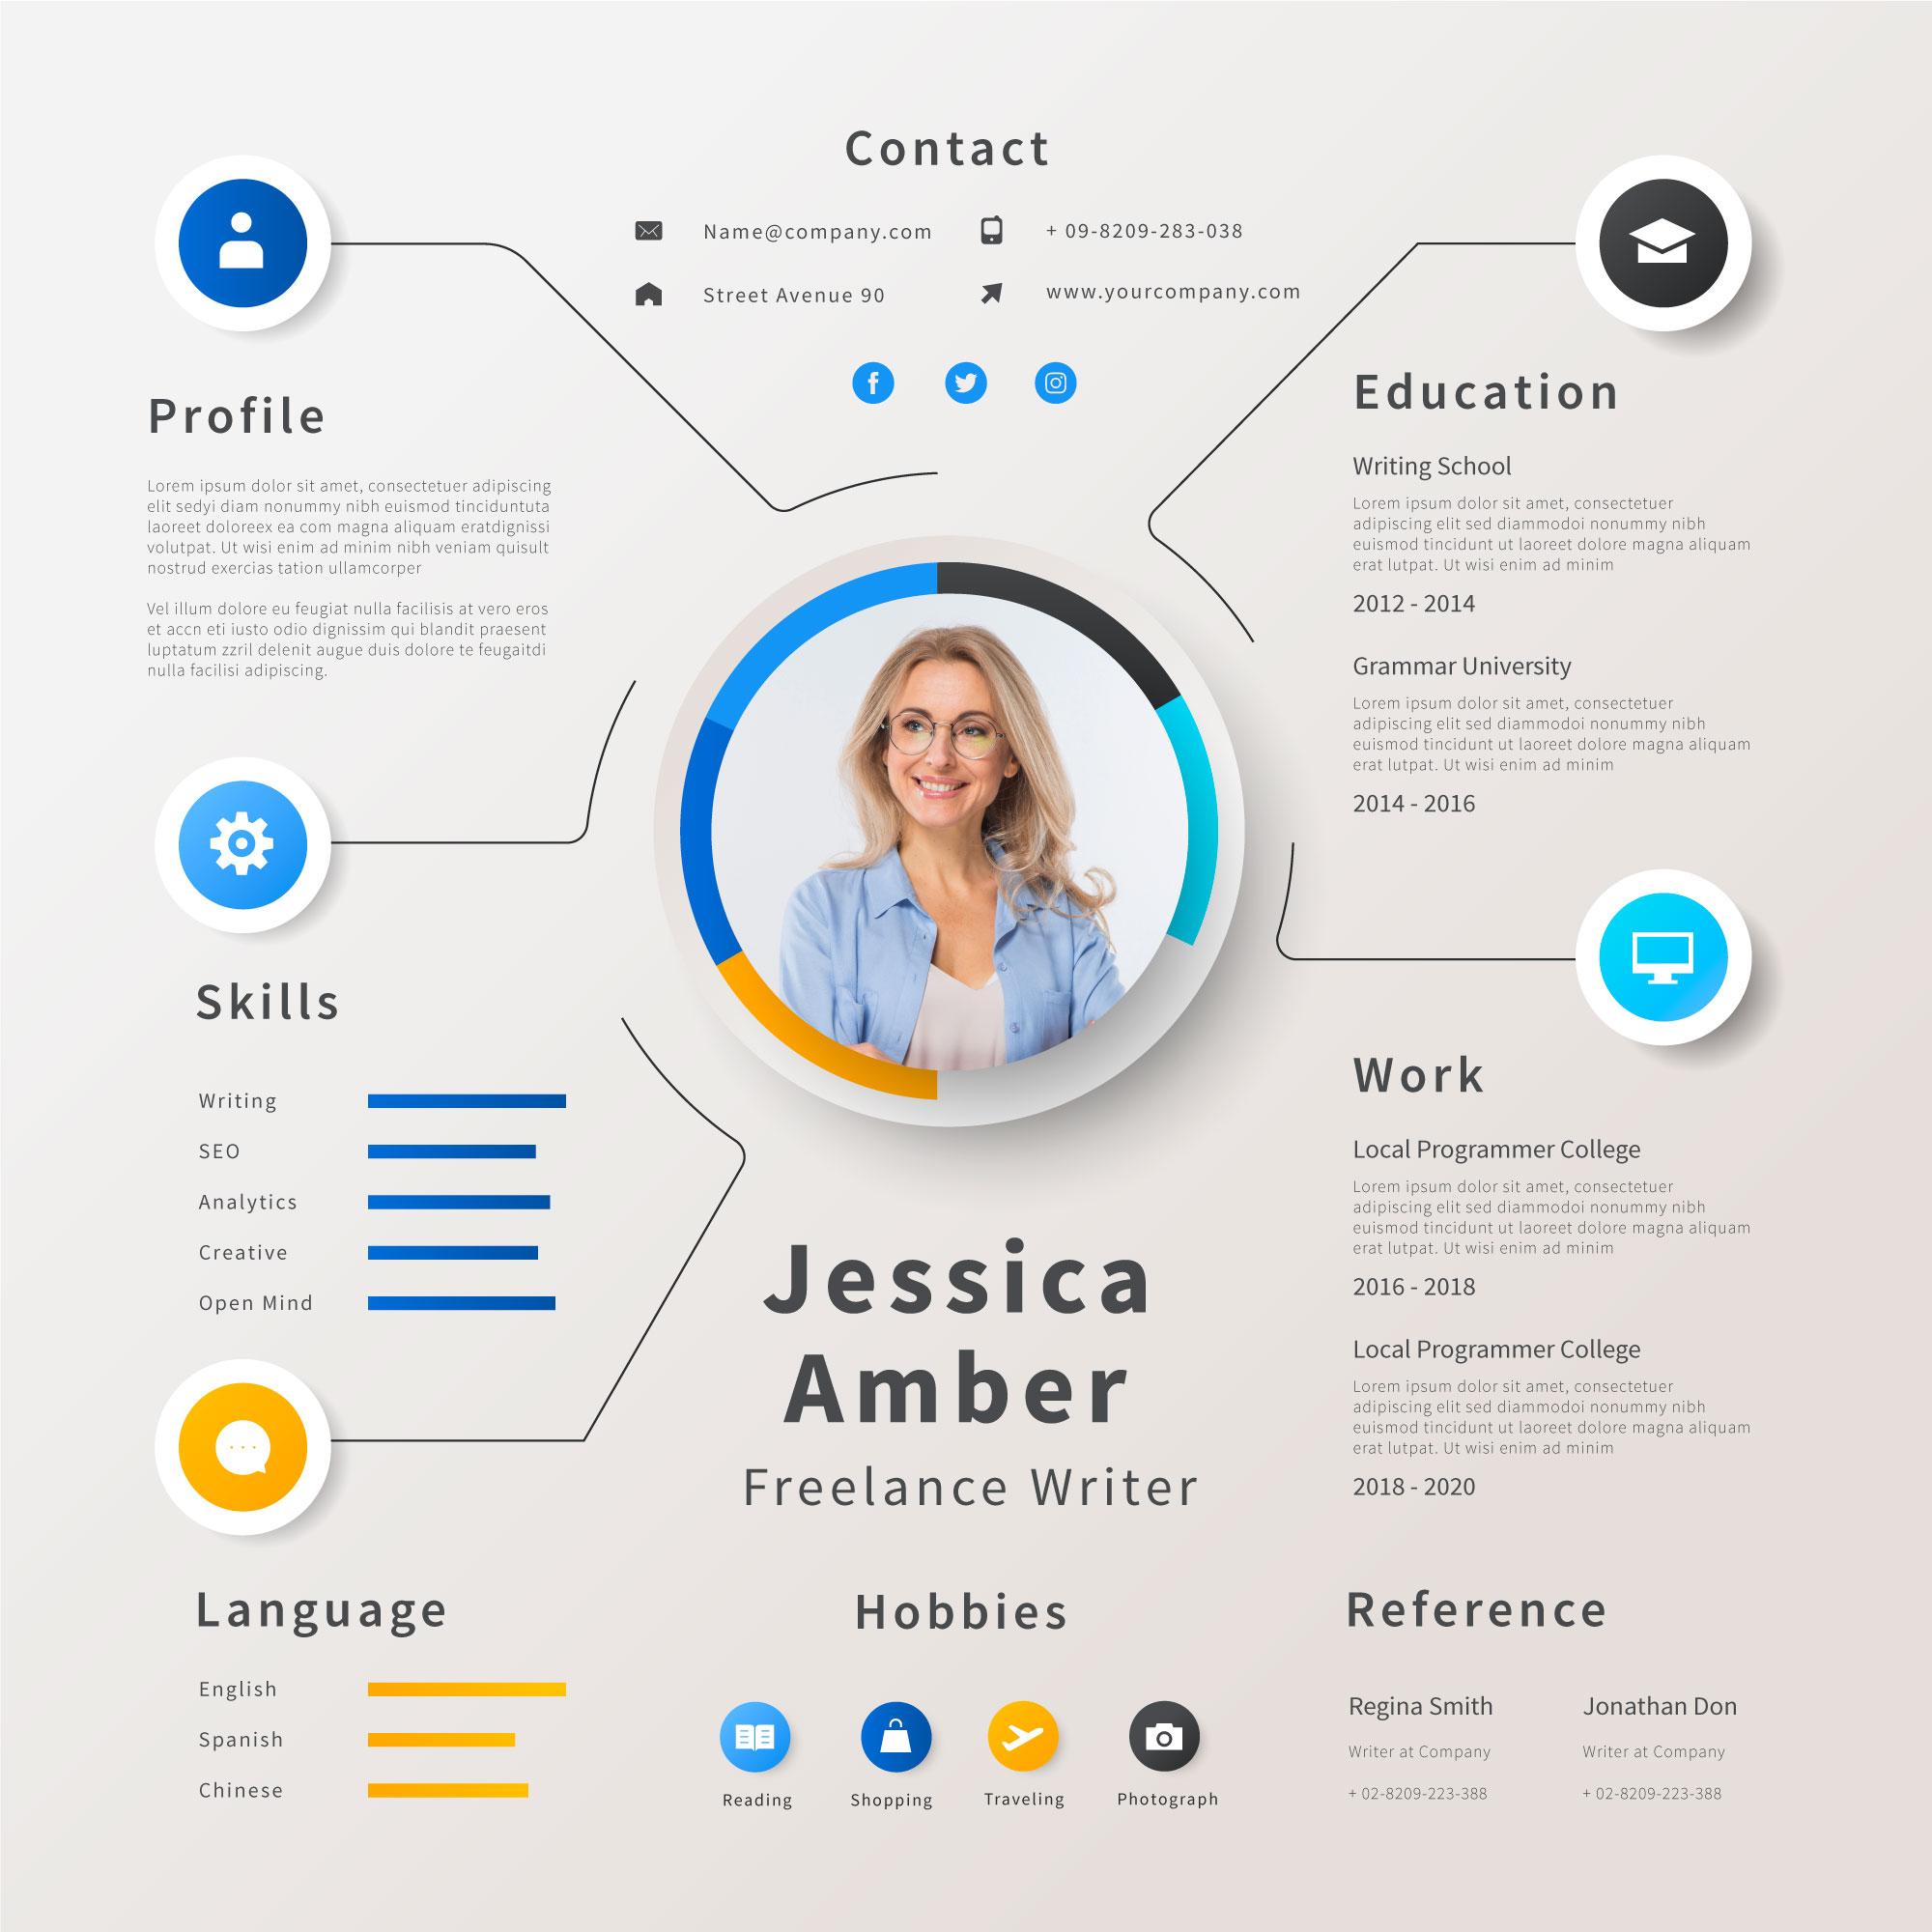 Contact
Name@company.com
+ 09-8209-283-038
Street Avenue 90
www.yourcompany.com
Profile
Lorem ipsum dolor sit amet, consectetuer adipiscing
elit sedyi diam nonummy nibh euismod tinciduntuta
laoreet doloreex ea com magna aliquam eratdignissi
volutpat. Ut wisi enim ad minim nibh veniam quisult
nostrud exercias tation ullamcorper
Vel illum dolore eu feugiat nulla facilisis at vero eros
et accn eti iusto odio dignissim qui blandit praesent
luptatum zzril delenit augue duis dolore te feugaitdi
nulla facilisi adipiscing.
Skills
Writing
SEO
Analytics
Creative
Open Mind
Language
English
Spanish
Chinese
Jessica
Amber
Freelance Writer
Hobbies
Reading
Shopping
Traveling
Photograph
Education
Writing School
Lorem ipsum dolor sit amet, consectetuer
adipiscing elit sed diammodoi nonummy nibh
euismod tincidunt ut laoreet dolore magna aliquam
erat lutpat. Ut wisi enim ad minim
2012 - 2014
Grammar University
Lorem ipsum dolor sit amet, consectetuer
adipiscing elit sed diammodoi nonummy nibh
euismod tincidunt ut laoreet dolore magna aliquam
erat lutpat. Ut wisi enim ad minim
2014 - 2016
Work
Local Programmer College
Lorem ipsum dolor sit amet, consectetuer
adipiscing elit sed diammodoi nonummy nibh
euismod tincidunt ut laoreet dolore magna aliquam
erat lutpat. Ut wisi enim ad minim
2016 - 2018
Local Programmer College
Lorem ipsum dolor sit amet, consectetuer
adipiscing elit sed diammodoi nonummy nibh
euismod tincidunt ut laoreet dolore magna aliquam
erat lutpat. Ut wisi enim ad minim
2018 - 2020
Reference
Regina Smith
Writer at Company
+ 02-8209-223-388
Jonathan Don
Writer at Company
+ 02-8209-223-388